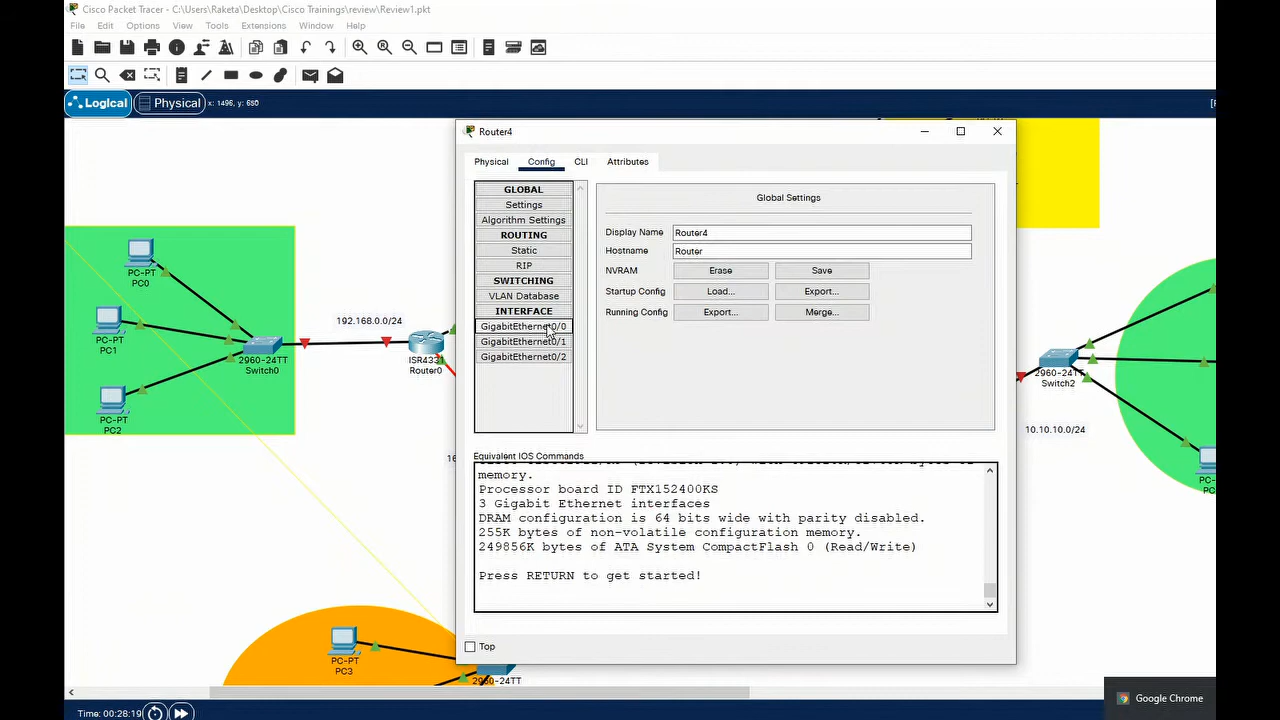 Cisco Packet Tracer - C:\Users\Raketa\Desktop\Cisco Trainings\review\Review1.pkt
File Edit Options View Tools Extensions Window Help
Logical Physical x: 1496, y: 680
Router4
Physical Config CLI Attributes
GLOBAL
Settings
Algorithm Settings
ROUTING
Static
RIP
SWITCHING
VLAN Database
INTERFACE
GigabitEthernet0/0
GigabitEthernet0/1
GigabitEthernet0/2
Global Settings
Display Name Router4
Hostname Router
NVRAM Erase Save
Startup Config Load... Export...
Running Config Export... Merge...
Equivalent IOS Commands
memory.
Processor board ID FTX152400KS
3 Gigabit Ethernet interfaces
DRAM configuration is 64 bits wide with parity disabled.
255K bytes of non-volatile configuration memory.
249856K bytes of ATA System CompactFlash 0 (Read/Write)
Press RETURN to get started!
Top
PC-PT
PC0
PC-PT
PC1
PC-PT
PC2
2960-24TT
Switch0
192.168.0.0/24
ISR4331
Router0
16
2960-24TT
Switch2
10.10.10.0/24
PC-PT
PC3
2960-24TT
Time: 00:28:19
Google Chrome